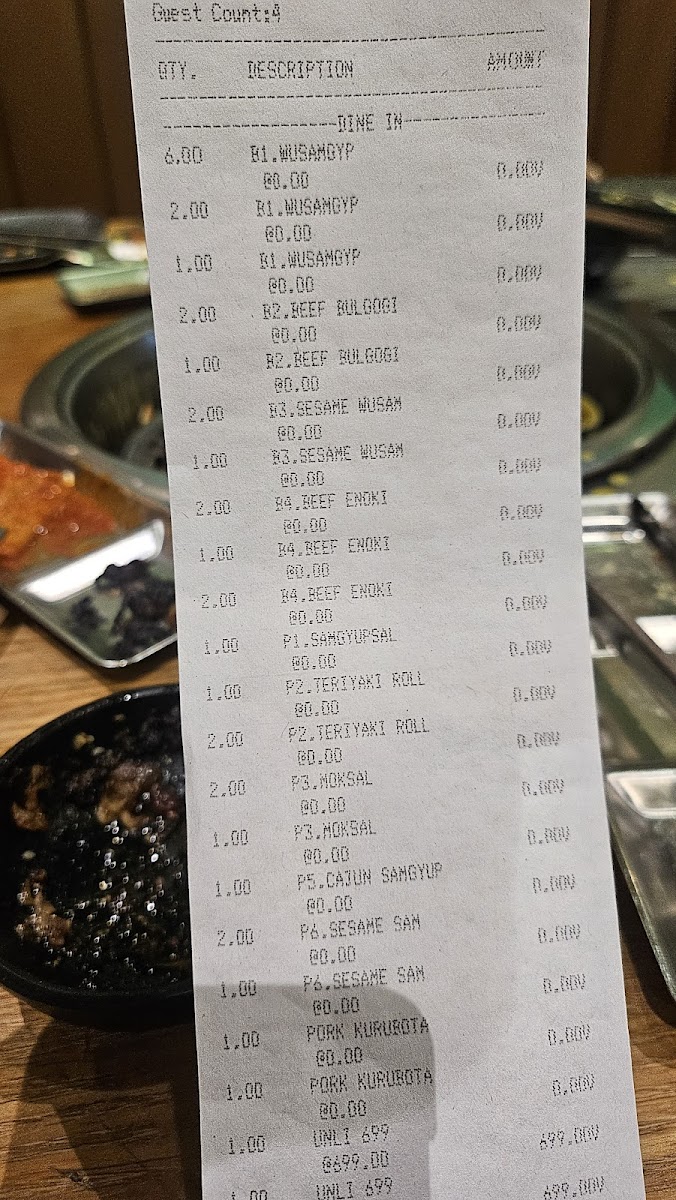 Guest Count:4
QTY. DESCRIPTION AMOUNT
DINE IN
6.00 B1.WUSAMGYP
@0.00 0.00V
2.00 B1.WUSAMGYP
@0.00 0.00V
1.00 B1.WUSAMGYP
@0.00 0.00V
2.00 B2.BEEF BULGOGI
@0.00 0.00V
1.00 B2.BEEF BULGOGI
@0.00 0.00V
2.00 B3.SESAME WUSAM
@0.00 0.00V
1.00 B3.SESAME WUSAM
@0.00 0.00V
2.00 B4.BEEF ENOKI
@0.00 0.00V
1.00 B4.BEEF ENOKI
@0.00 0.00V
2.00 B4.BEEF ENOKI
@0.00 0.00V
1.00 P1.SAMGYUPSAL
@0.00 0.00V
1.00 P2.TERIYAKI ROLL
@0.00 0.00V
2.00 P2.TERIYAKI ROLL
@0.00 0.00V
2.00 P3.MOKSAL
@0.00 0.00V
1.00 P3.MOKSAL
@0.00 0.00V
1.00 P5.CAJUN SAMGYUP
@0.00 0.00V
2.00 P6.SESAME SAM
@0.00 0.00V
1.00 P6.SESAME SAM
@0.00 0.00V
1.00 PORK KUROBOTA
@0.00 0.00V
1.00 PORK KUROBOTA
@0.00 0.00V
1.00 UNLI 699
@699.00 699.00V
1.00 UNLI 699 699.00V